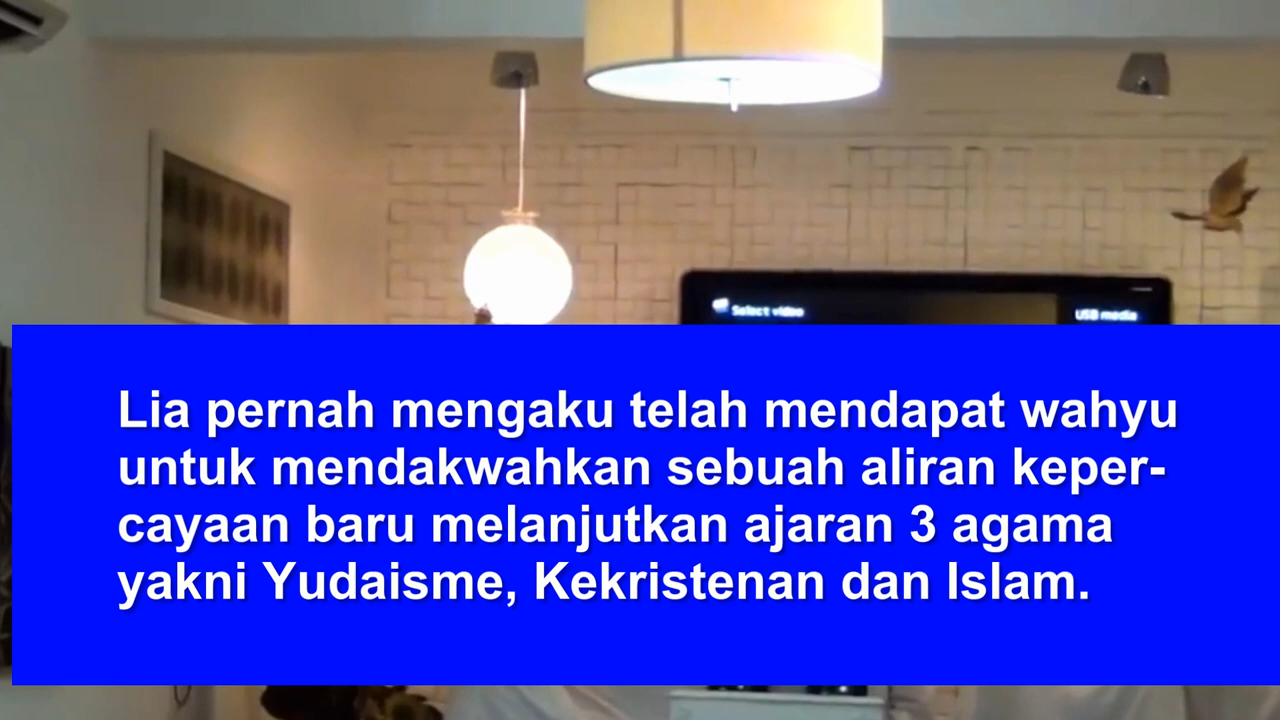 Select video
USB media
Lia pernah mengaku telah mendapat wahyu
untuk mendakwahkan sebuah aliran keper-
cayaan baru melanjutkan ajaran 3 agama
yakni Yudaisme, Kekristenan dan Islam.